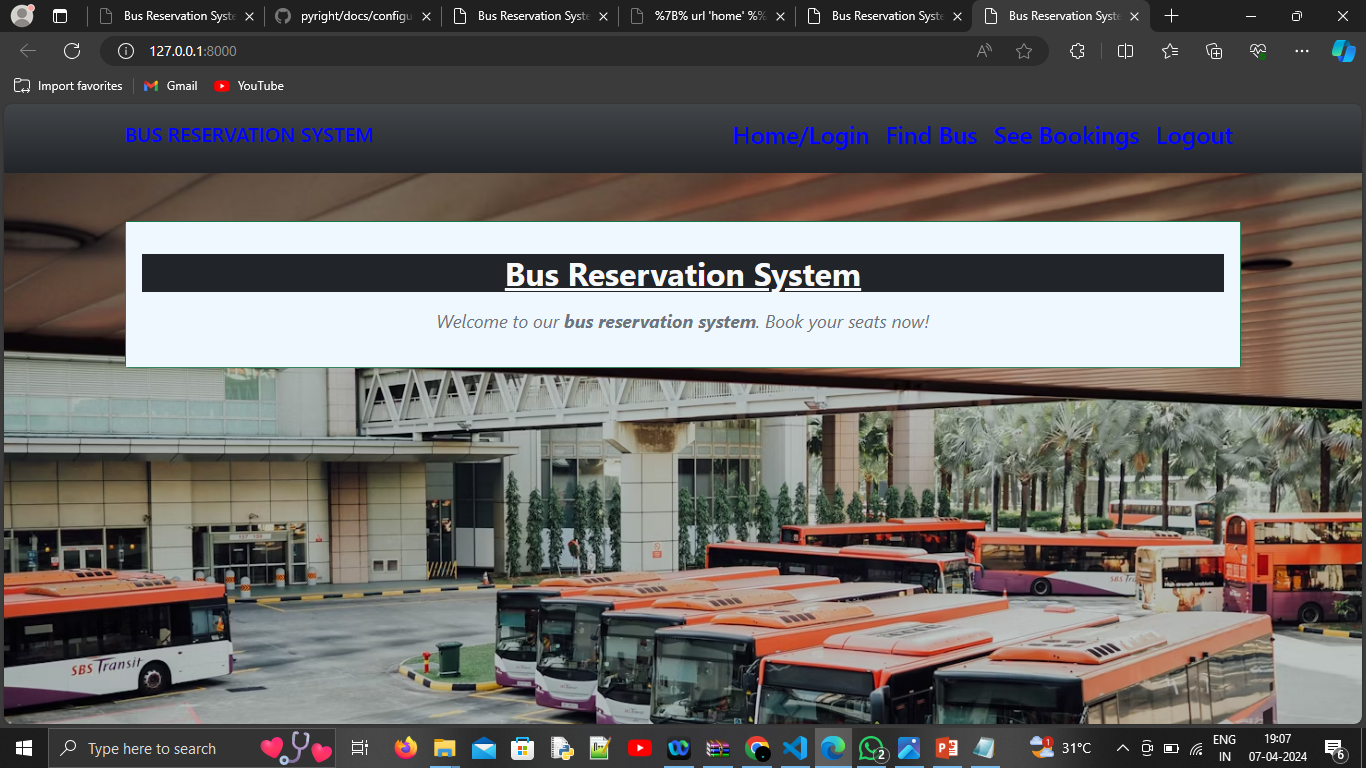 Bus Reservation Syste
pyright/docs/configu
Bus Reservation Syste
%7B% url 'home' %%
Bus Reservation Syste
Bus Reservation Syste
127.0.0.1:8000
Import favorites
Gmail
YouTube
BUS RESERVATION SYSTEM
Home/Login Find Bus See Bookings Logout
Bus Reservation System
Welcome to our bus reservation system. Book your seats now!
SBS Transit
SBS Trans
Type here to search
2
1
31°C
ENG
IN
19:07
07-04-2024
6